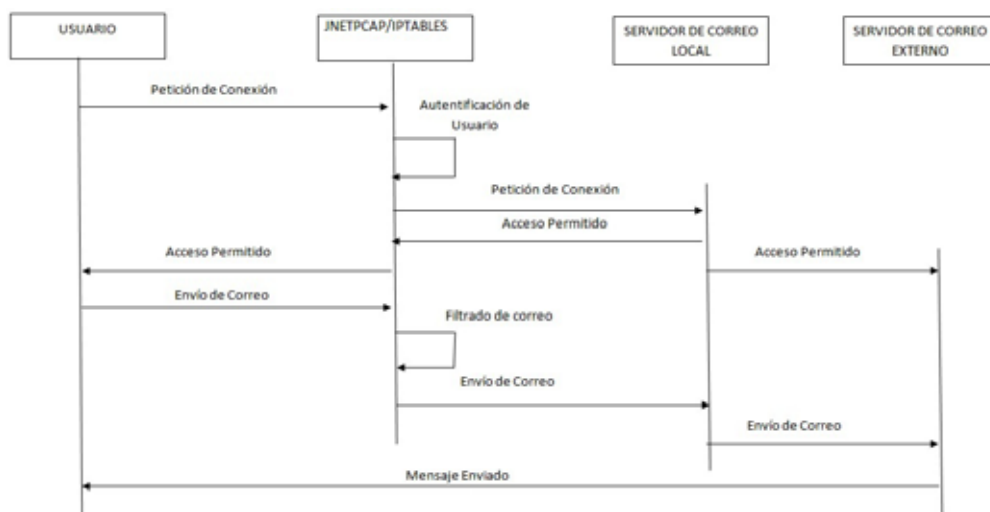 USUARIO
JNETPCAP/IPTABLES
SERVIDOR DE CORREO
LOCAL
SERVIDOR DE CORREO
EXTERNO
Petición de Conexión
Autentificación de
Usuario
Petición de Conexión
Acceso Permitido
Acceso Permitido
Acceso Permitido
Envío de Correo
Filtrado de correo
Envío de Correo
Envío de Correo
Mensaje Enviado